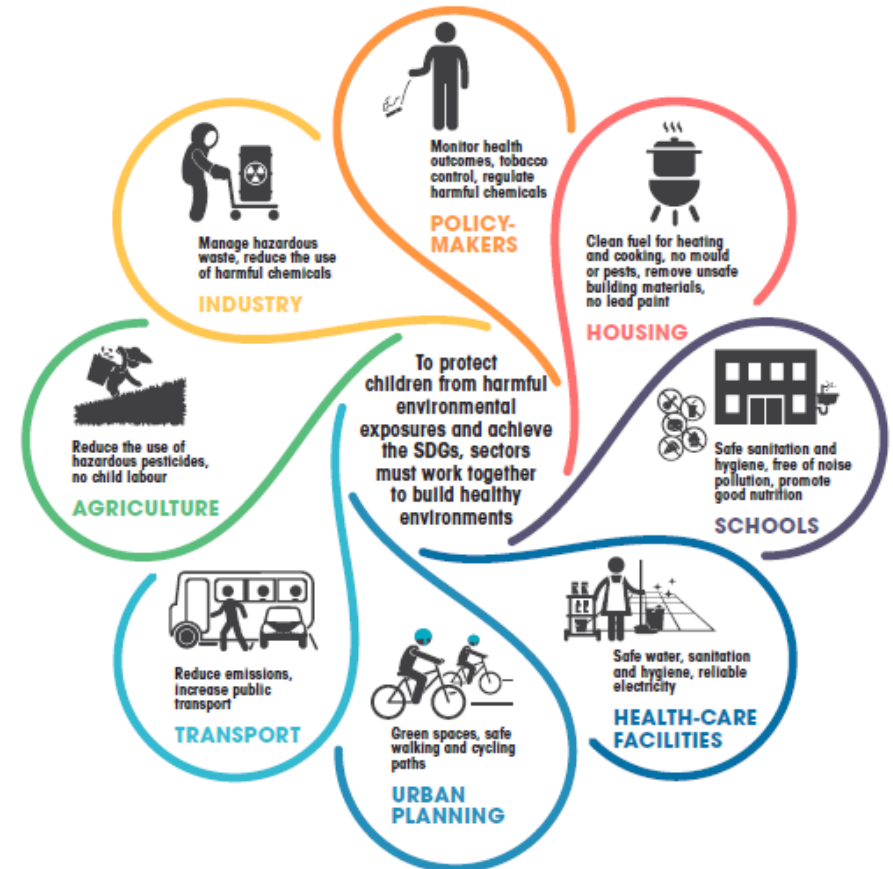 Monitor health
outcomes, tobacco
control, regulate
harmful chemicals
POLICY-
MAKERS
Clean fuel for heating
and cooking, no mould
or pests, remove unsafe
building materials,
no lead paint
HOUSING
Safe sanitation and
hygiene, free of noise
pollution, promote
good nutrition
SCHOOLS
Safe water, sanitation
and hygiene, reliable
electricity
HEALTH-CARE
FACILITIES
Green spaces, safe
walking and cycling
paths
URBAN
PLANNING
Reduce emissions,
increase public
transport
TRANSPORT
Reduce the use of
hazardous pesticides,
no child labour
AGRICULTURE
Manage hazardous
waste, reduce the use
of harmful chemicals
INDUSTRY
To protect
children from harmful
environmental
exposures and achieve
the SDGs, sectors
must work together
to build healthy
environments